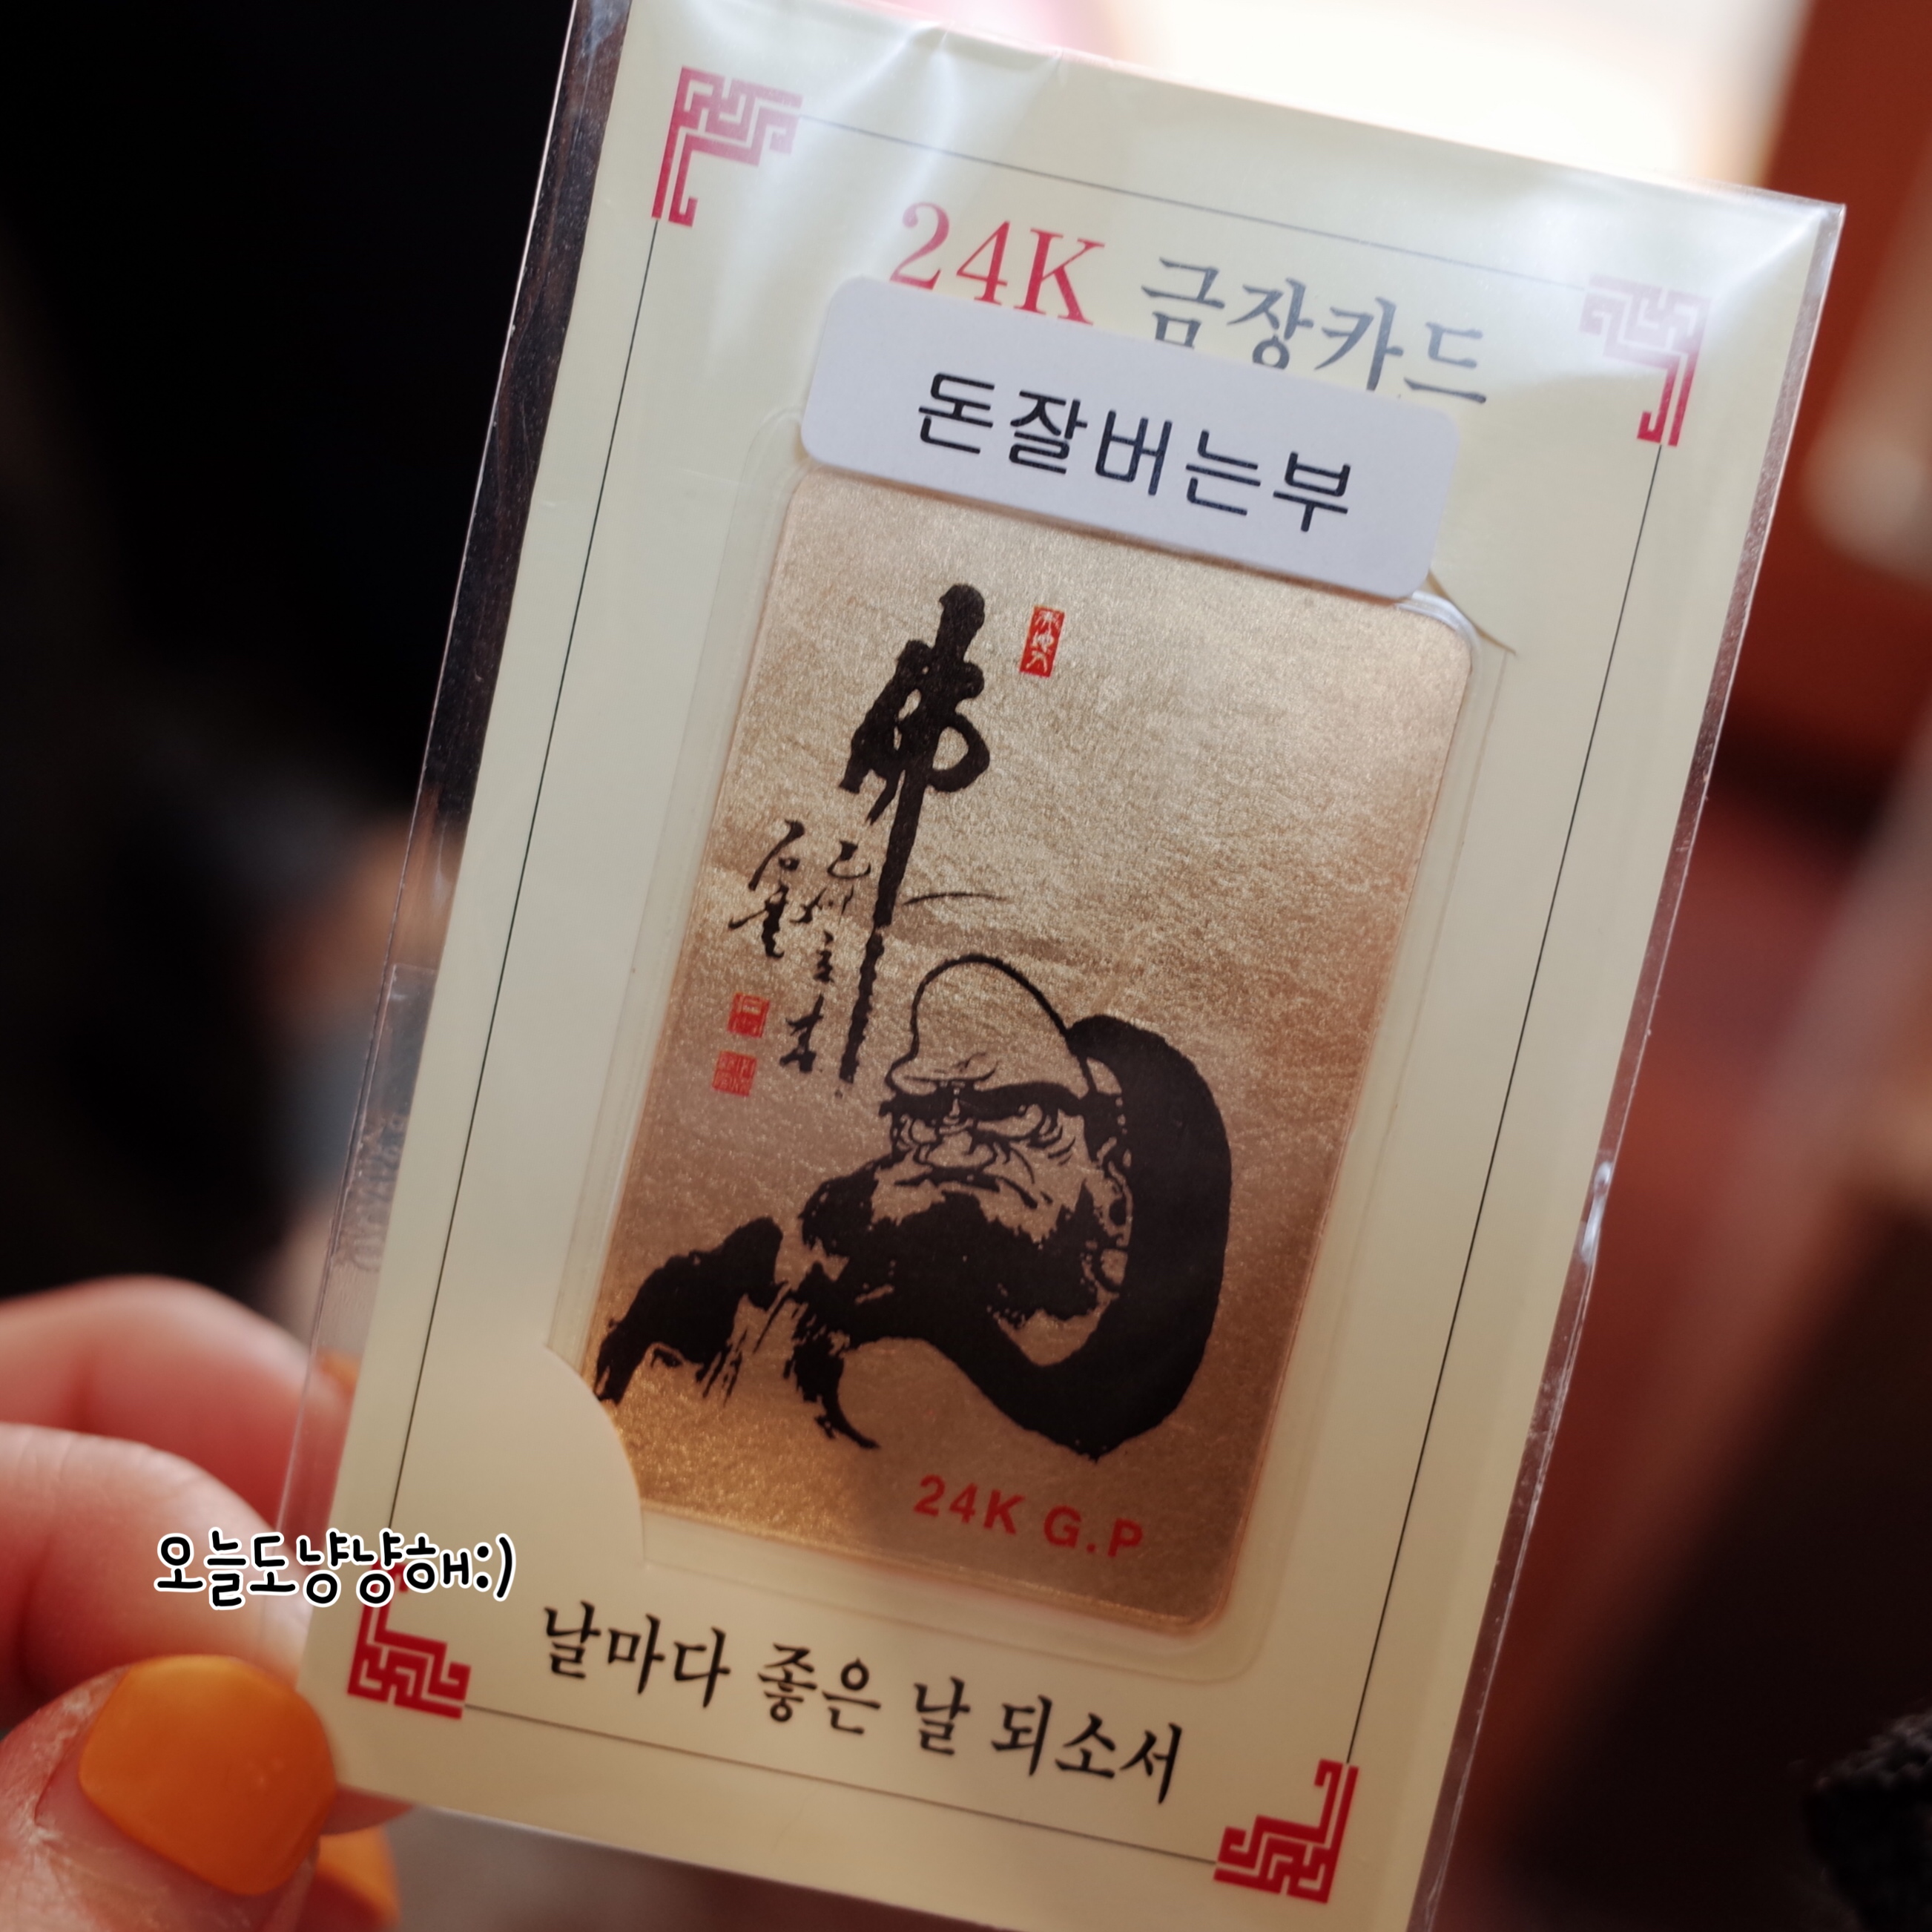 24K 금장카드
돈잘버는부
佛
24K G.P
오늘도냥냥해:)
날마다 좋은 날 되소서